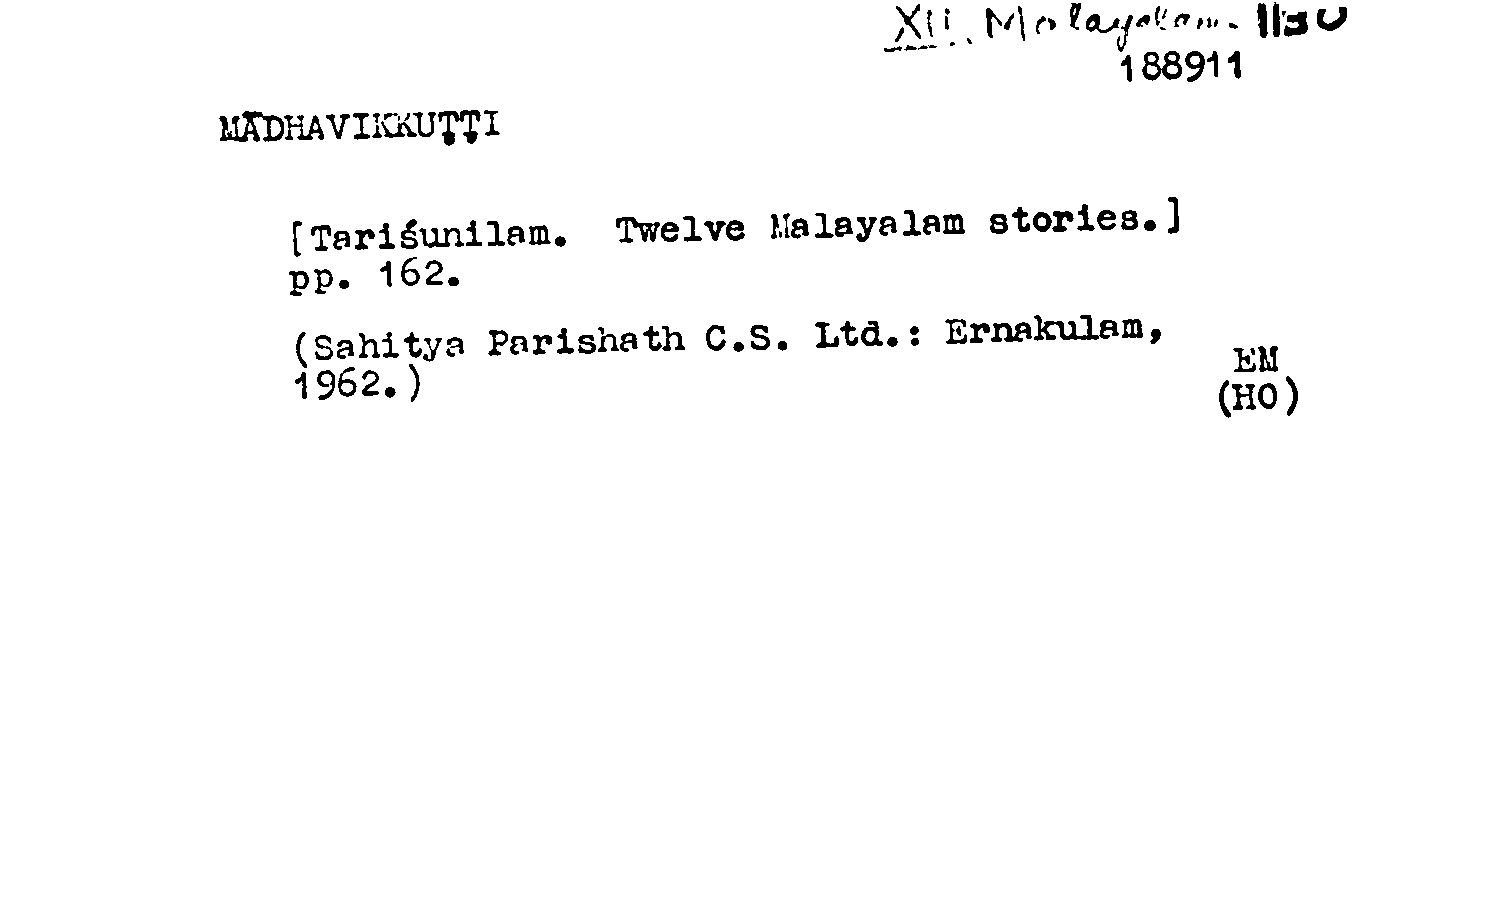 XII. Malayalam. 1130
188911
MĀDHAVIKKUṬṬI
[Tariśunilam. Twelve Malayalam stories.]
pp. 162.
(Sahitya Parishath C.S. Ltd.: Ernakulam,
1962.)
EM
(HO)